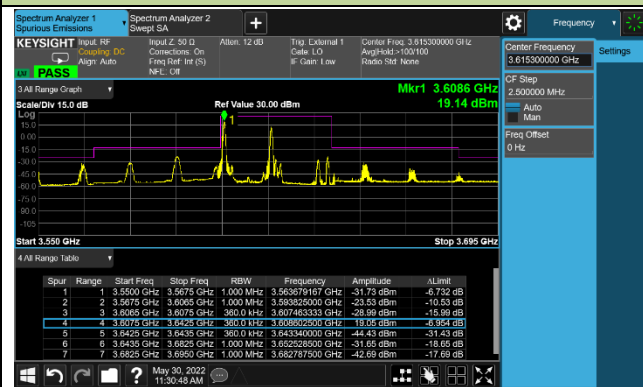 Spectrum Analyzer 1
Spurious Emissions
Spectrum Analyzer 2
Swept SA
Frequency
KEYSIGHT Input: RF
Coupling: DC
Align: Auto
Input Z: 50 Ω
Corrections: On
Freq Ref: Int (S)
NFE: Off
Atten: 12 dB
Trig: External 1
Gate: LO
IF Gain: Low
Center Freq: 3.615300000 GHz
Avg|Hold:>100/100
Radio Std: None
PASS
Center Frequency
3.615300000 GHz
Settings
CF Step
2.500000 MHz
Auto
Man
Freq Offset
0 Hz
3 All Range Graph
Mkr1 3.6086 GHz
Scale/Div 15.0 dB
Ref Value 30.00 dBm
19.14 dBm
Log
15.0
0.00
-15.0
-30.0
-45.0
-60.0
-75.0
-90.0
-105
1
Start 3.550 GHz
Stop 3.695 GHz
4 All Range Table
Spur Range Start Freq Stop Freq RBW Frequency Amplitude ΔLimit
1 1 3.5500 GHz 3.5675 GHz 1.000 MHz 3.563679167 GHz -31.73 dBm -6.732 dB
2 2 3.5675 GHz 3.6065 GHz 1.000 MHz 3.593825000 GHz -23.53 dBm -10.53 dB
3 3 3.6065 GHz 3.6075 GHz 360.0 kHz 3.607463333 GHz -28.99 dBm -15.99 dB
4 4 3.6075 GHz 3.6425 GHz 360.0 kHz 3.608602500 GHz 19.05 dBm -6.954 dB
5 5 3.6425 GHz 3.6435 GHz 360.0 kHz 3.643340000 GHz -44.43 dBm -31.43 dB
6 6 3.6435 GHz 3.6825 GHz 1.000 MHz 3.652528500 GHz -31.65 dBm -18.65 dB
7 7 3.6825 GHz 3.6950 GHz 1.000 MHz 3.682787500 GHz -42.69 dBm -17.69 dB
May 30, 2022
11:30:48 AM